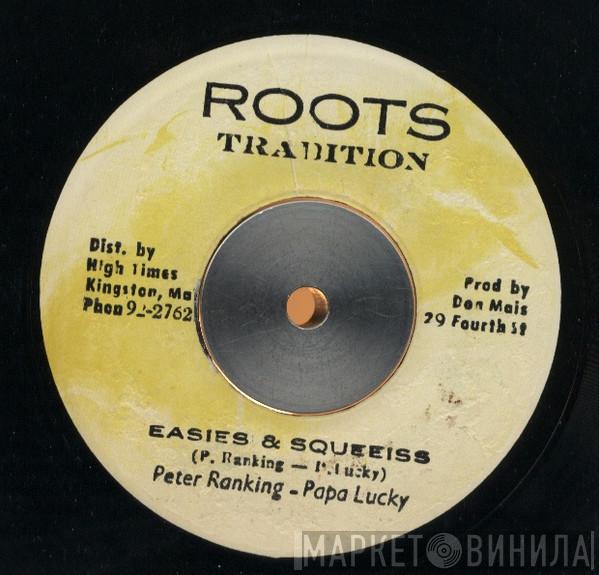 ROOTS
TRADITION
Dist. by
High Times
Kingston, Ma
Phon 92-2762
Prod by
Don Mais
29 Fourth St
EASIES & SQUEEISS
(P. Ranking — P. Lucky)
Peter Ranking - Papa Lucky
МАРКЕТ ВИНИЛА